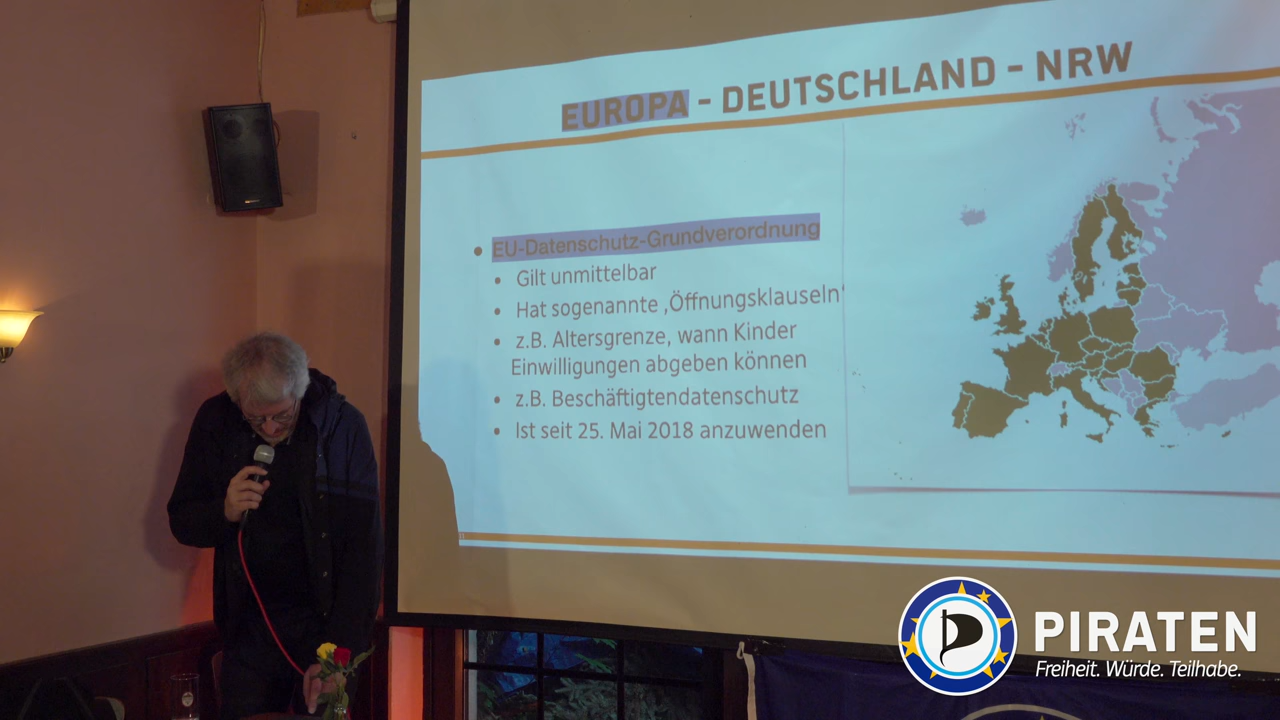 EUROPA - DEUTSCHLAND - NRW
• EU-Datenschutz-Grundverordnung
• Gilt unmittelbar
• Hat sogenannte ‚Öffnungsklauseln‘
• z.B. Altersgrenze, wann Kinder
Einwilligungen abgeben können
• z.B. Beschäftigtendatenschutz
• Ist seit 25. Mai 2018 anzuwenden
PIRATEN
Freiheit. Würde. Teilhabe.